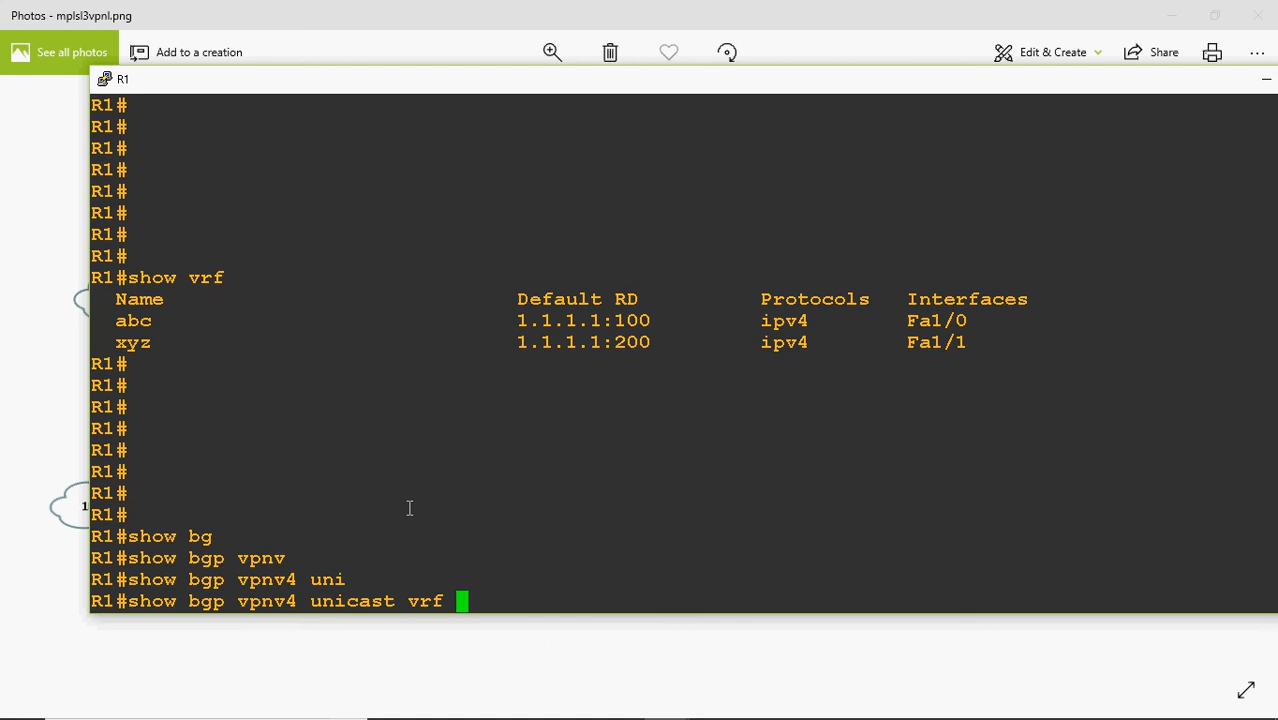 Photos - mplsl3vpnl.png
See all photos
Add to a creation
Edit & Create
Share
R1
R1#
R1#
R1#
R1#
R1#
R1#
R1#
R1#
R1#show vrf
Name Default RD Protocols Interfaces
abc 1.1.1.1:100 ipv4 Fa1/0
xyz 1.1.1.1:200 ipv4 Fa1/1
R1#
R1#
R1#
R1#
R1#
R1#
R1#
R1#
R1#show bg
R1#show bgp vpnv
R1#show bgp vpnv4 uni
R1#show bgp vpnv4 unicast vrf
1